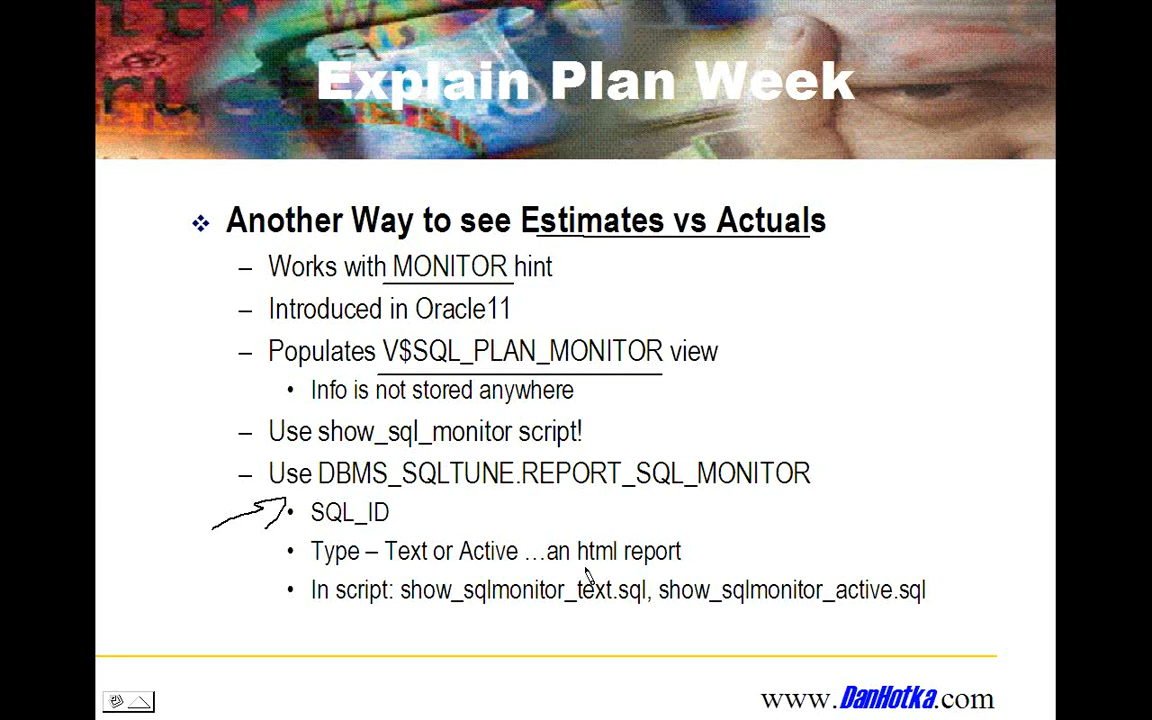 Explain Plan Week
Another Way to see Estimates vs Actuals
– Works with MONITOR hint
– Introduced in Oracle11
– Populates V$SQL_PLAN_MONITOR view
• Info is not stored anywhere
– Use show_sql_monitor script!
– Use DBMS_SQLTUNE.REPORT_SQL_MONITOR
• SQL_ID
• Type – Text or Active …an html report
• In script: show_sqlmonitor_text.sql, show_sqlmonitor_active.sql
www.DanHotka.com